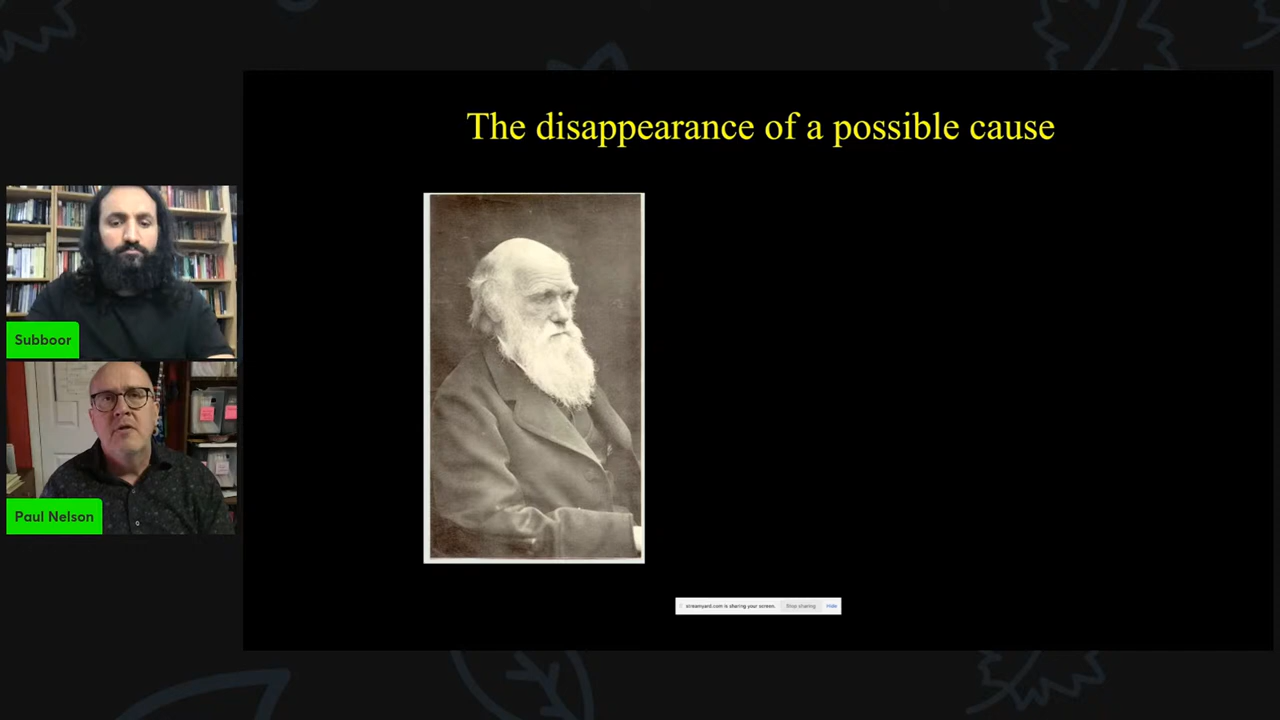 The disappearance of a possible cause
Subboor
Paul Nelson
streamyard.com is sharing your screen. Stop sharing Hide